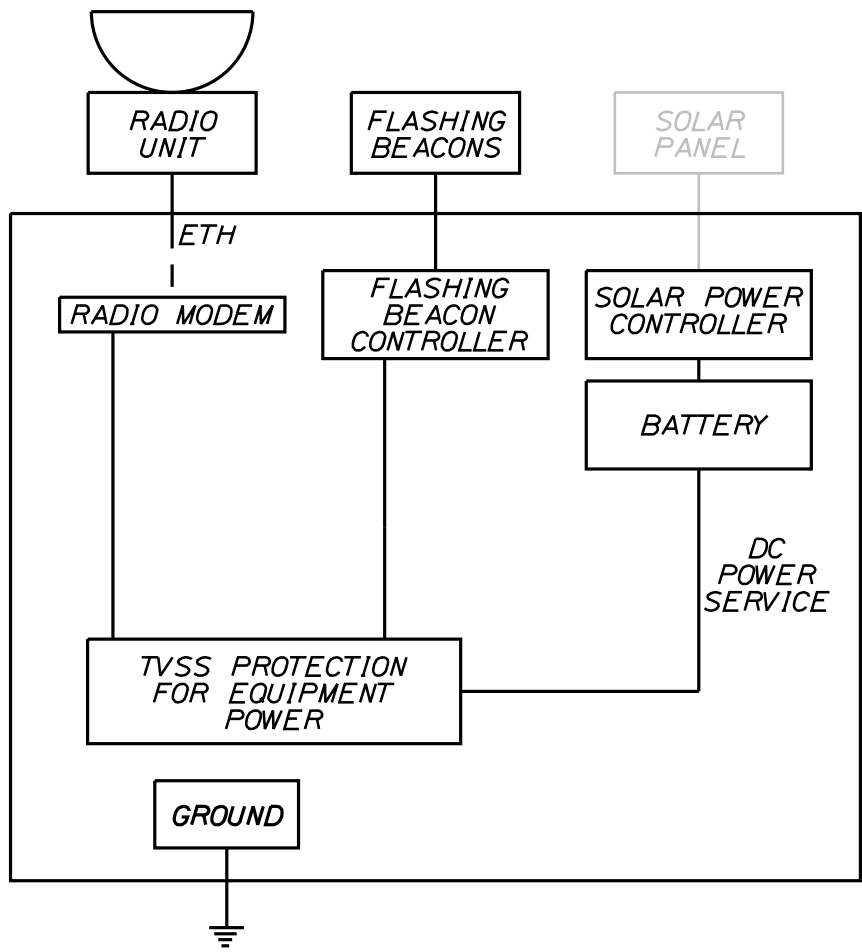 RADIO
UNIT
FLASHING
BEACONS
SOLAR
PANEL
ETH
RADIO MODEM
FLASHING
BEACON
CONTROLLER
SOLAR POWER
CONTROLLER
BATTERY
DC
POWER
SERVICE
TVSS PROTECTION
FOR EQUIPMENT
POWER
GROUND